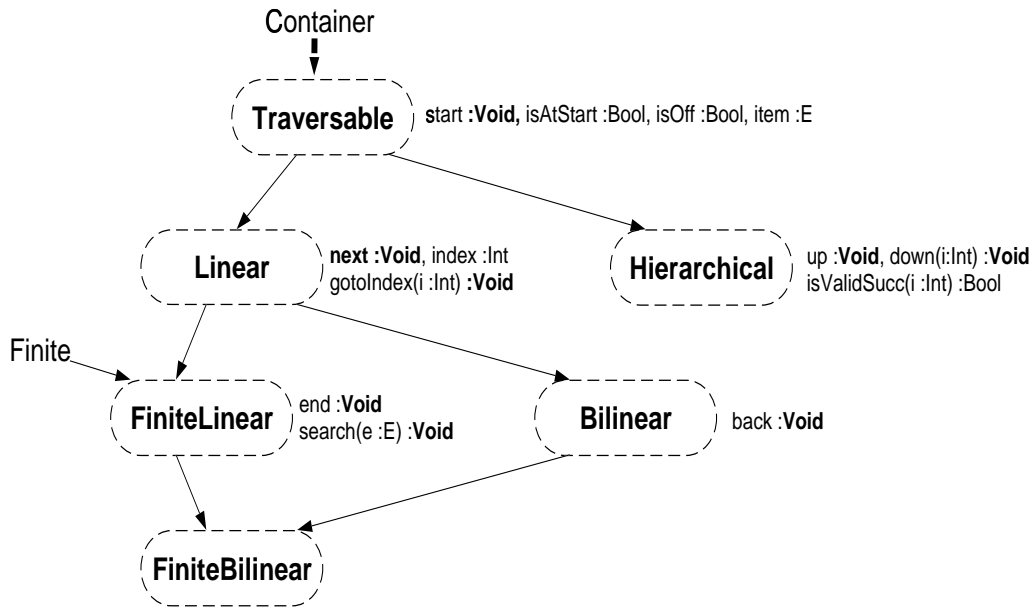 Container
Traversable
start :Void, isAtStart :Bool, isOff :Bool, item :E
Linear
next :Void, index :Int
gotoIndex(i :Int) :Void
Hierarchical
up :Void, down(i:Int) :Void
isValidSucc(i :Int) :Bool
Finite
FiniteLinear
end :Void
search(e :E) :Void
Bilinear
back :Void
FiniteBilinear